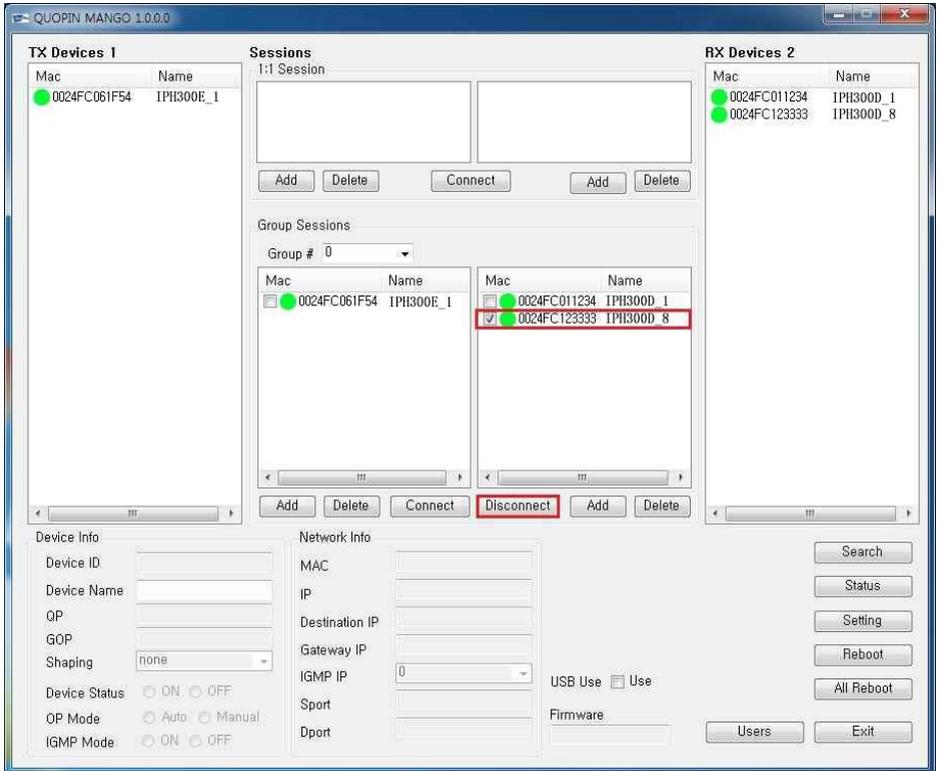 QUOPIN MANGO 1.0.0.0
TX Devices 1
Mac Name
0024FC061F54 IPH300E_1
Sessions
1:1 Session
Add Delete Connect Add Delete
Group Sessions
Group # 0
Mac Name
0024FC061F54 IPH300E_1
Mac Name
0024FC011234 IPH300D_1
0024FC123333 IPH300D_8
Add Delete Connect Disconnect Add Delete
RX Devices 2
Mac Name
0024FC011234 IPH300D_1
0024FC123333 IPH300D_8
Device Info
Device ID
Device Name
QP
GOP
Shaping none
Device Status ON OFF
OP Mode Auto Manual
IGMP Mode ON OFF
Network Info
MAC
IP
Destination IP
Gateway IP
IGMP IP 0
Sport
Dport
USB Use Use
Firmware
Search
Status
Setting
Reboot
All Reboot
Users Exit